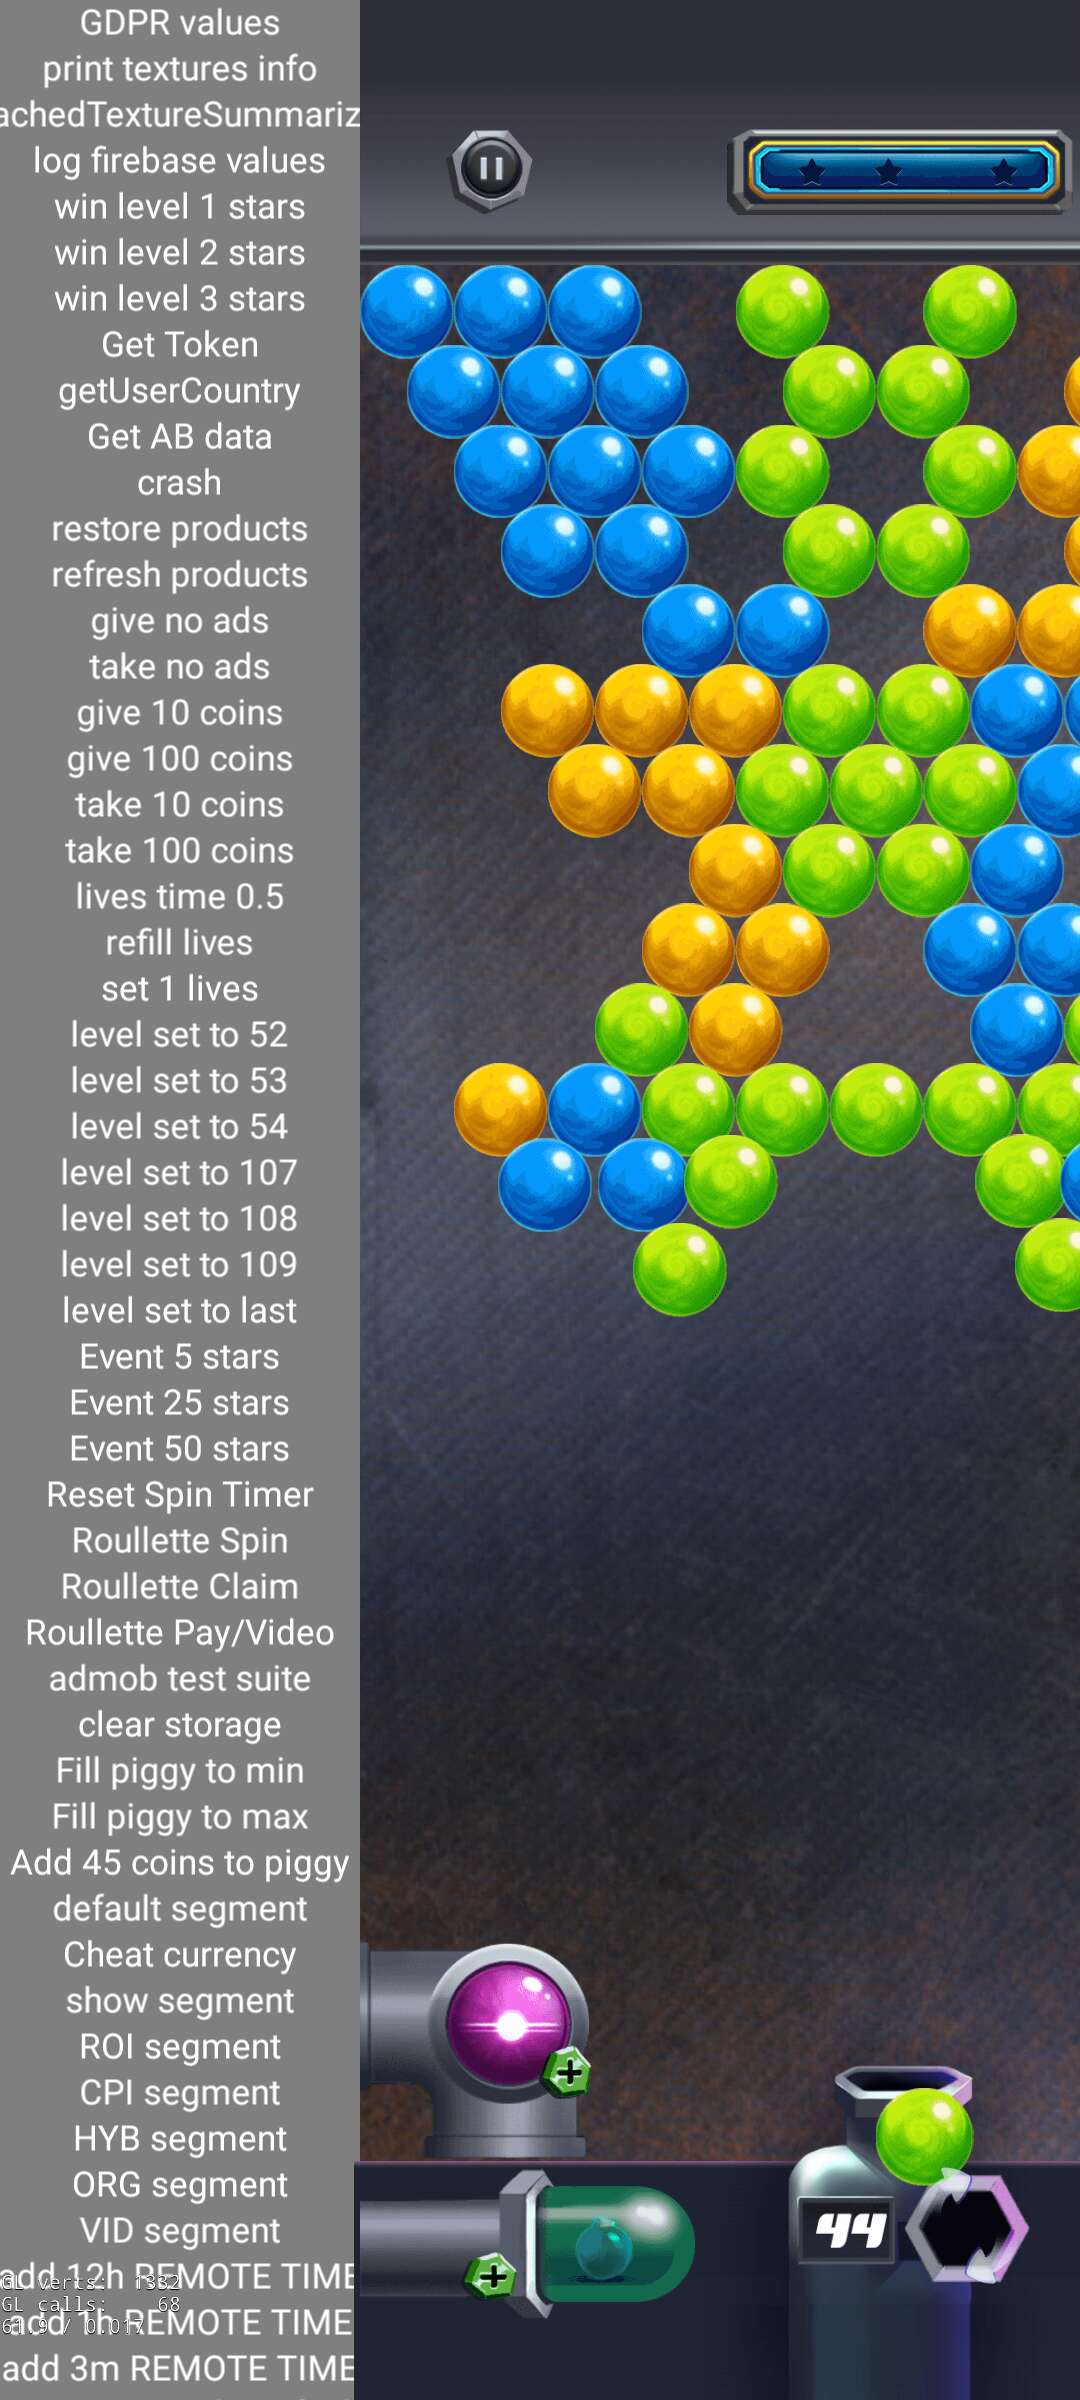 GDPR values
print textures info
achedTextureSummariz
log firebase values
win level 1 stars
win level 2 stars
win level 3 stars
Get Token
getUserCountry
Get AB data
crash
restore products
refresh products
give no ads
take no ads
give 10 coins
give 100 coins
take 10 coins
take 100 coins
lives time 0.5
refill lives
set 1 lives
level set to 52
level set to 53
level set to 54
level set to 107
level set to 108
level set to 109
level set to last
Event 5 stars
Event 25 stars
Event 50 stars
Reset Spin Timer
Roullette Spin
Roullette Claim
Roullette Pay/Video
admob test suite
clear storage
Fill piggy to min
Fill piggy to max
Add 45 coins to piggy
default segment
Cheat currency
show segment
ROI segment
CPI segment
HYB segment
ORG segment
VID segment
44
add 12h REMOTE TIME
GL verts: 1332
GL calls: 68
add 1h REMOTE TIME
61.9 / 0.017
add 3m REMOTE TIME